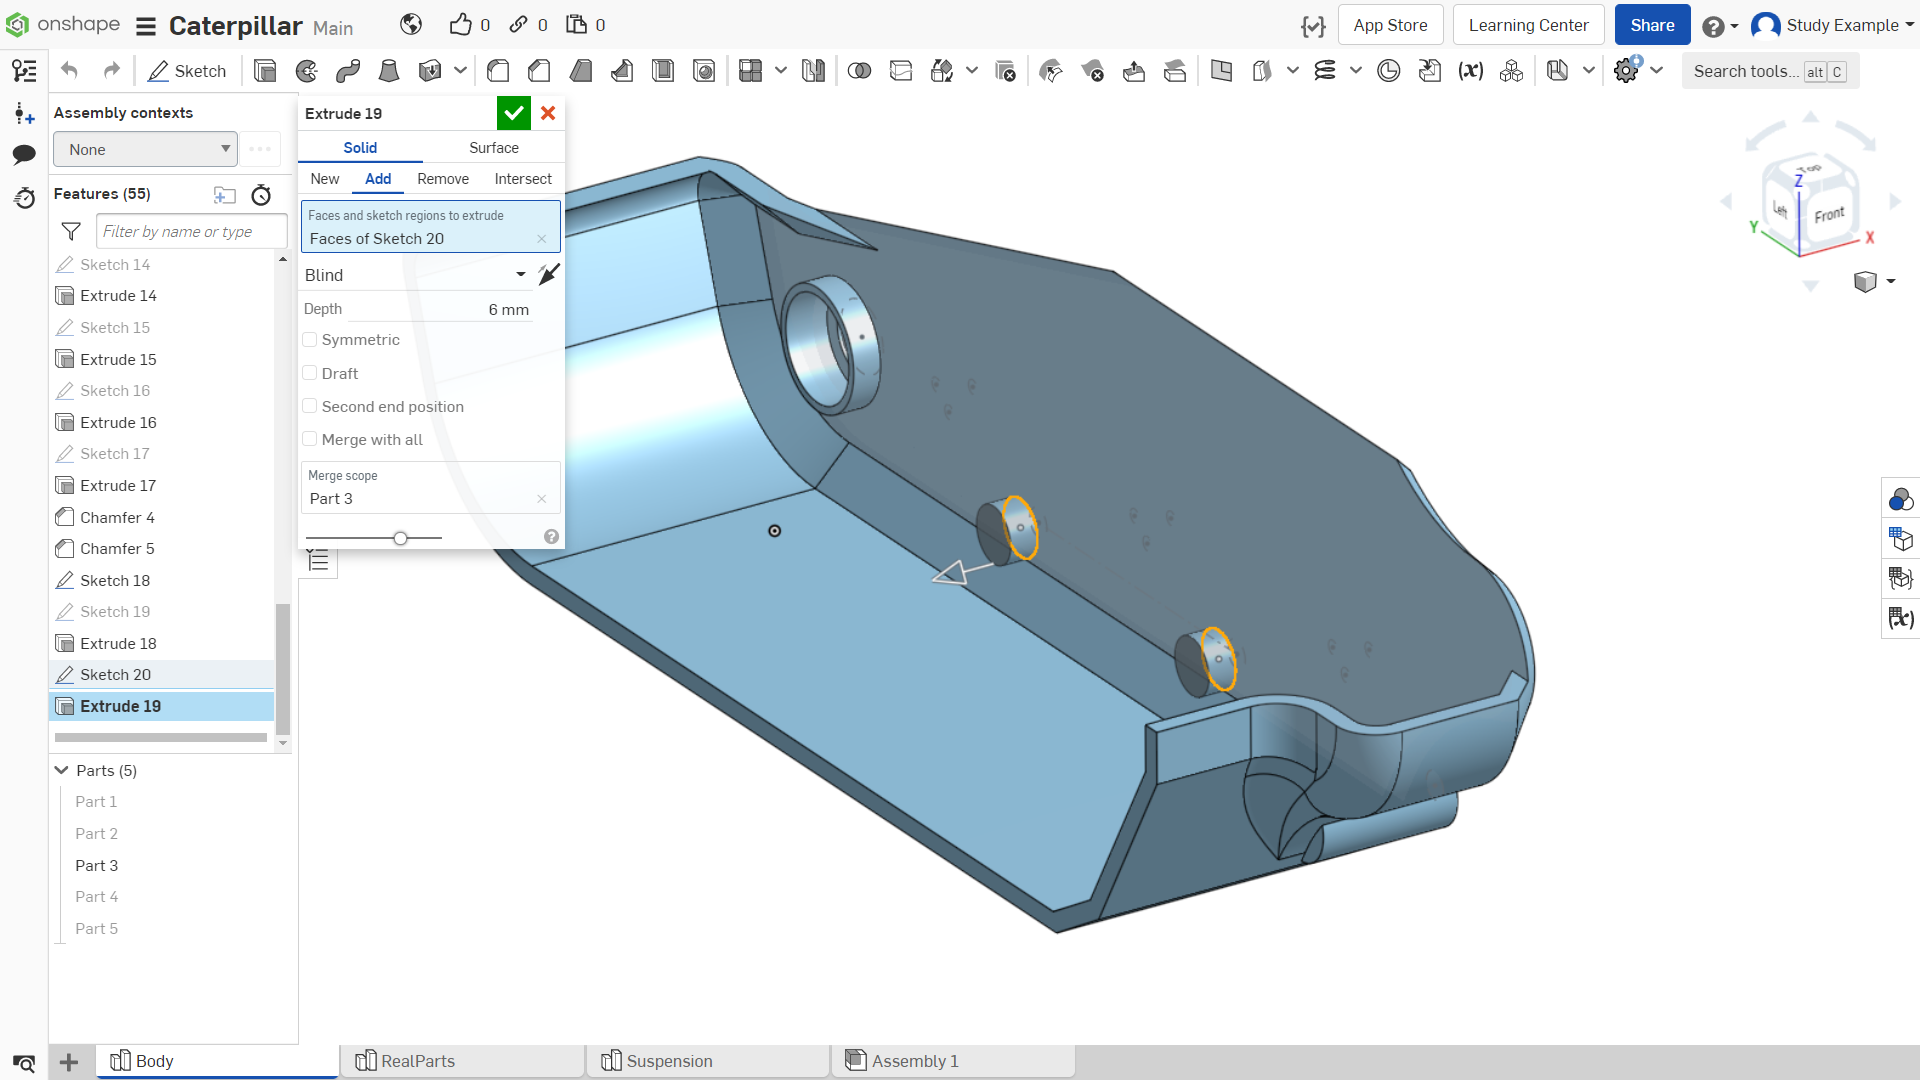 onshape
Caterpillar Main
0
0
0
App Store
Learning Center
Share
Study Example
Sketch
Search tools... alt C
Assembly contexts
None
Features (55)
Filter by name or type
Sketch 14
Extrude 14
Sketch 15
Extrude 15
Sketch 16
Extrude 16
Sketch 17
Extrude 17
Chamfer 4
Chamfer 5
Sketch 18
Sketch 19
Extrude 18
Sketch 20
Extrude 19
Parts (5)
Part 1
Part 2
Part 3
Part 4
Part 5
Extrude 19
Solid Surface
New Add Remove Intersect
Faces and sketch regions to extrude
Faces of Sketch 20
Blind
Depth 6 mm
Symmetric
Draft
Second end position
Merge with all
Merge scope
Part 3
Top
Z
Left
Front
Y
X
Body
RealParts
Suspension
Assembly 1